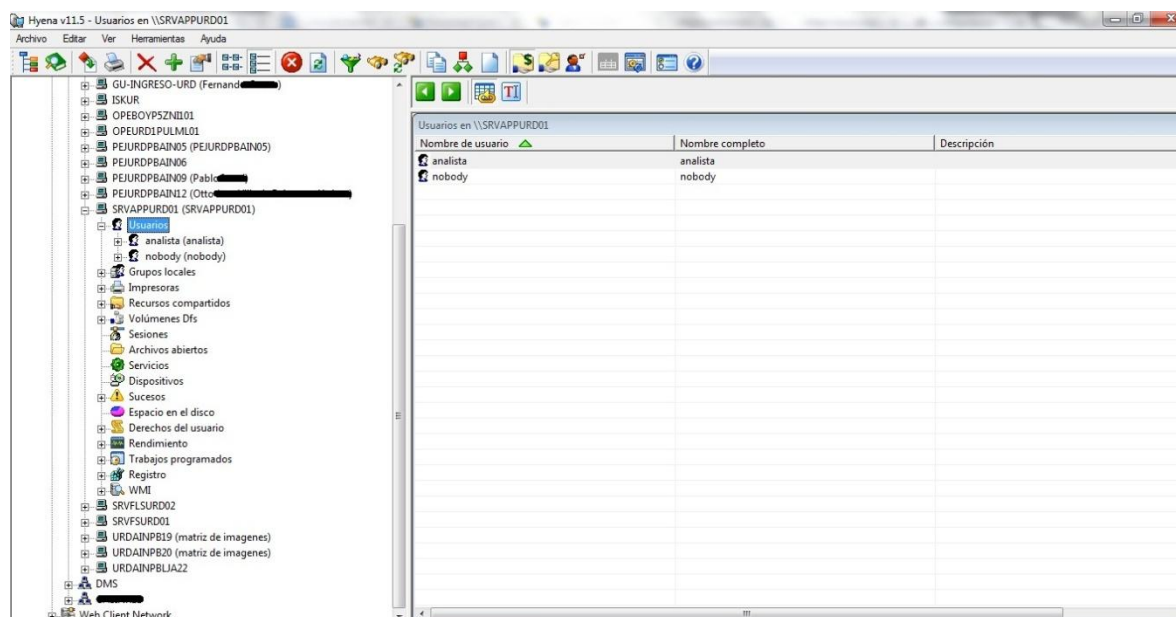 Hyena v11.5 - Usuarios en \\SRVAPPURD01
Archivo Editar Ver Herramientas Ayuda
GU-INGRESO-URD (Fernand
ISKUR
OPEBOYP5ZNI101
OPEURD1PULML01
PEJURDPBAIN05 (PEJURDPBAIN05)
PEJURDPBAIN06
PEJURDPBAIN09 (Pablo
PEJURDPBAIN12 (Otto
SRVAPPURD01 (SRVAPPURD01)
Usuarios
analista (analista)
nobody (nobody)
Grupos locales
Impresoras
Recursos compartidos
Volúmenes Dfs
Sesiones
Archivos abiertos
Servicios
Dispositivos
Sucesos
Espacio en el disco
Derechos del usuario
Rendimiento
Trabajos programados
Registro
WMI
SRVFLSURD02
SRVFSURD01
URDAINPB19 (matriz de imagenes)
URDAINPB20 (matriz de imagenes)
URDAINPBLJA22
DMS
Web Client Network
Usuarios en \\SRVAPPURD01
Nombre de usuario Nombre completo Descripción
analista analista
nobody nobody